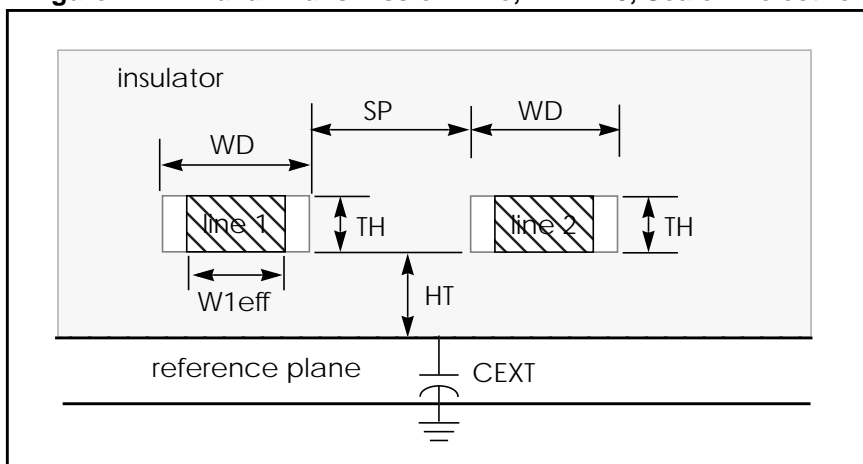 insulator
SP
WD
WD
line 1
TH
line 2
TH
W1eff
HT
reference plane
CEXT